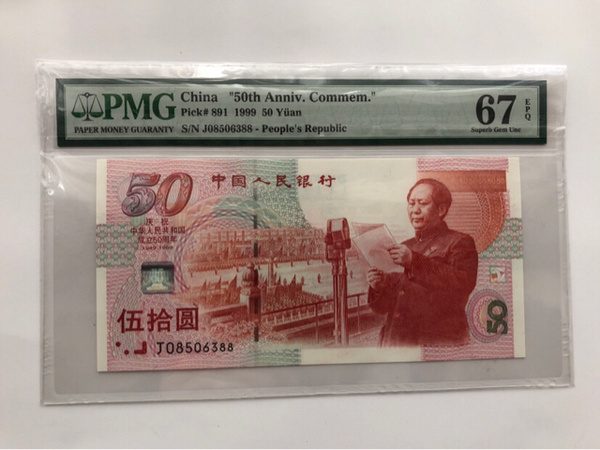 PMG
PAPER MONEY GUARANTY
China "50th Anniv. Commem."
Pick# 891 1999 50 Yüan
S/N J08506388 - People's Republic
67 EPQ
Superb Gem Unc
50
中国人民银行
庆祝
中华人民共和国
成立50周年
1949-1999
伍拾圆
J08506388
50